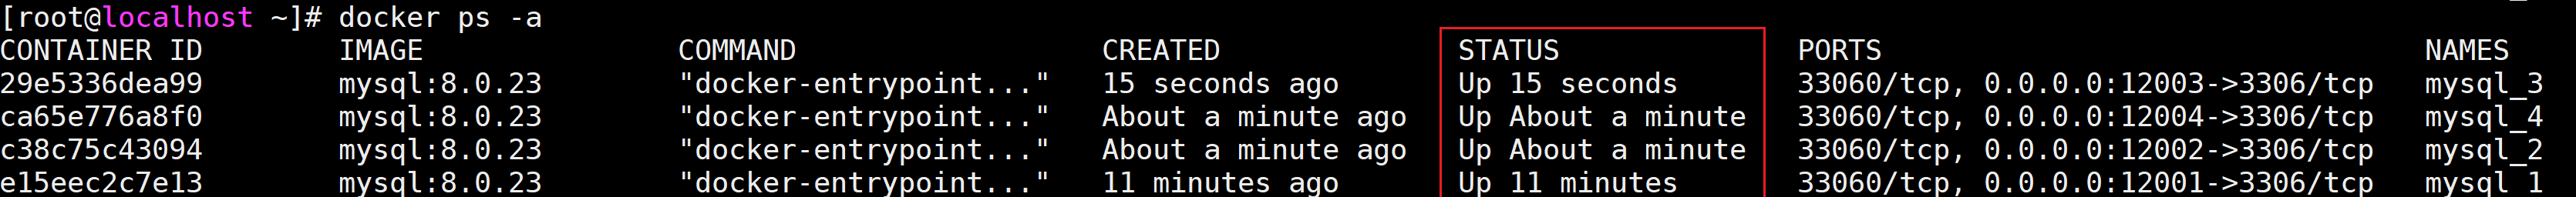 [root@localhost ~]# docker ps -a
CONTAINER ID        IMAGE               COMMAND                  CREATED              STATUS              PORTS                                NAMES
29e5336dea99        mysql:8.0.23        "docker-entrypoint..."   15 seconds ago       Up 15 seconds       33060/tcp, 0.0.0.0:12003->3306/tcp   mysql_3
ca65e776a8f0        mysql:8.0.23        "docker-entrypoint..."   About a minute ago   Up About a minute   33060/tcp, 0.0.0.0:12004->3306/tcp   mysql_4
c38c75c43094        mysql:8.0.23        "docker-entrypoint..."   About a minute ago   Up About a minute   33060/tcp, 0.0.0.0:12002->3306/tcp   mysql_2
e15eec2c7e13        mysql:8.0.23        "docker-entrypoint..."   11 minutes ago       Up 11 minutes       33060/tcp, 0.0.0.0:12001->3306/tcp   mysql_1